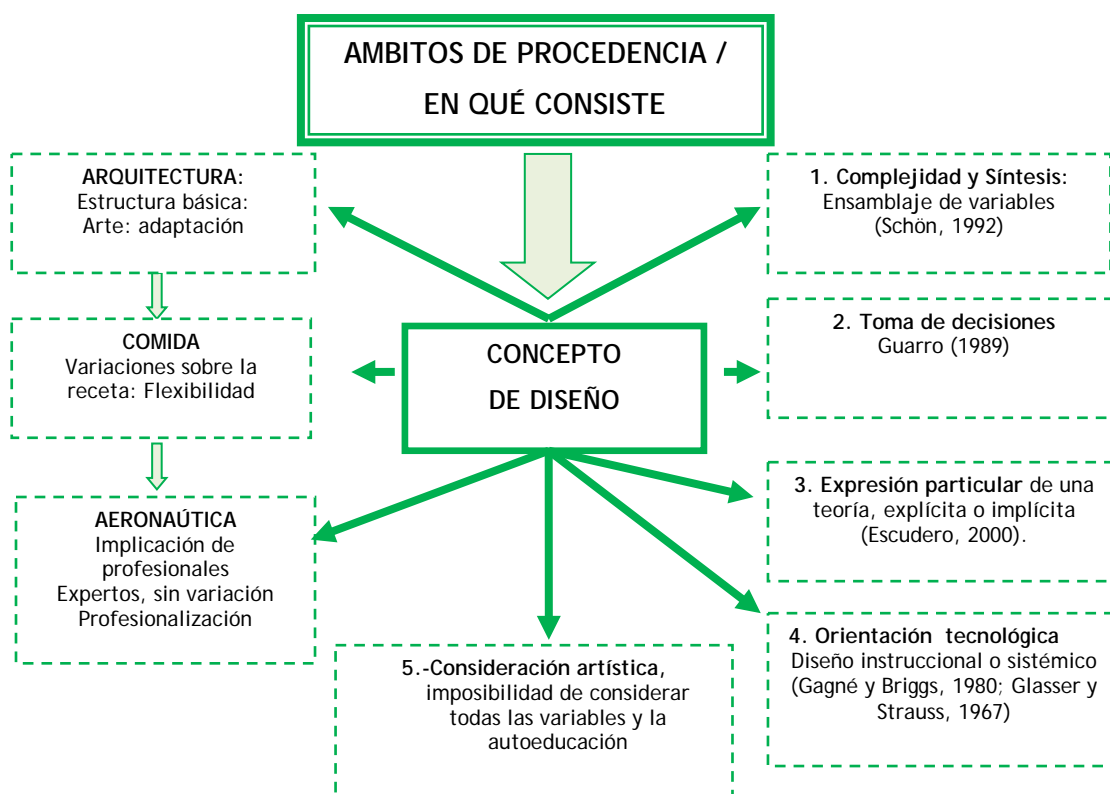 AMBITOS DE PROCEDENCIA /
EN QUÉ CONSISTE
ARQUITECTURA:
Estructura básica:
Arte: adaptación
COMIDA
Variaciones sobre la
receta: Flexibilidad
AERONAÚTICA
Implicación de
profesionales
Expertos, sin variación
Profesionalización
CONCEPTO
DE DISEÑO
1. Complejidad y Síntesis:
Ensamblaje de variables
(Schön, 1992)
2. Toma de decisiones
Guarro (1989)
3. Expresión particular de una
teoría, explícita o implícita
(Escudero, 2000).
4. Orientación tecnológica
Diseño instruccional o sistémico
(Gagné y Briggs, 1980; Glasser y
Strauss, 1967)
5.-Consideración artística,
imposibilidad de considerar
todas las variables y la
autoeducación